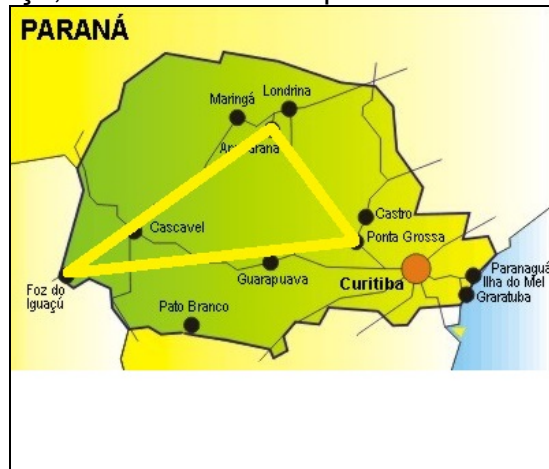 PARANÁ
Londrina
Maringá
Castro
Cascavel
Ponta Grossa
Guarapuava
Curitiba
Paranaguá
Ilha do Mel
Graratuba
Foz do
Iguaçú
Pato Branco